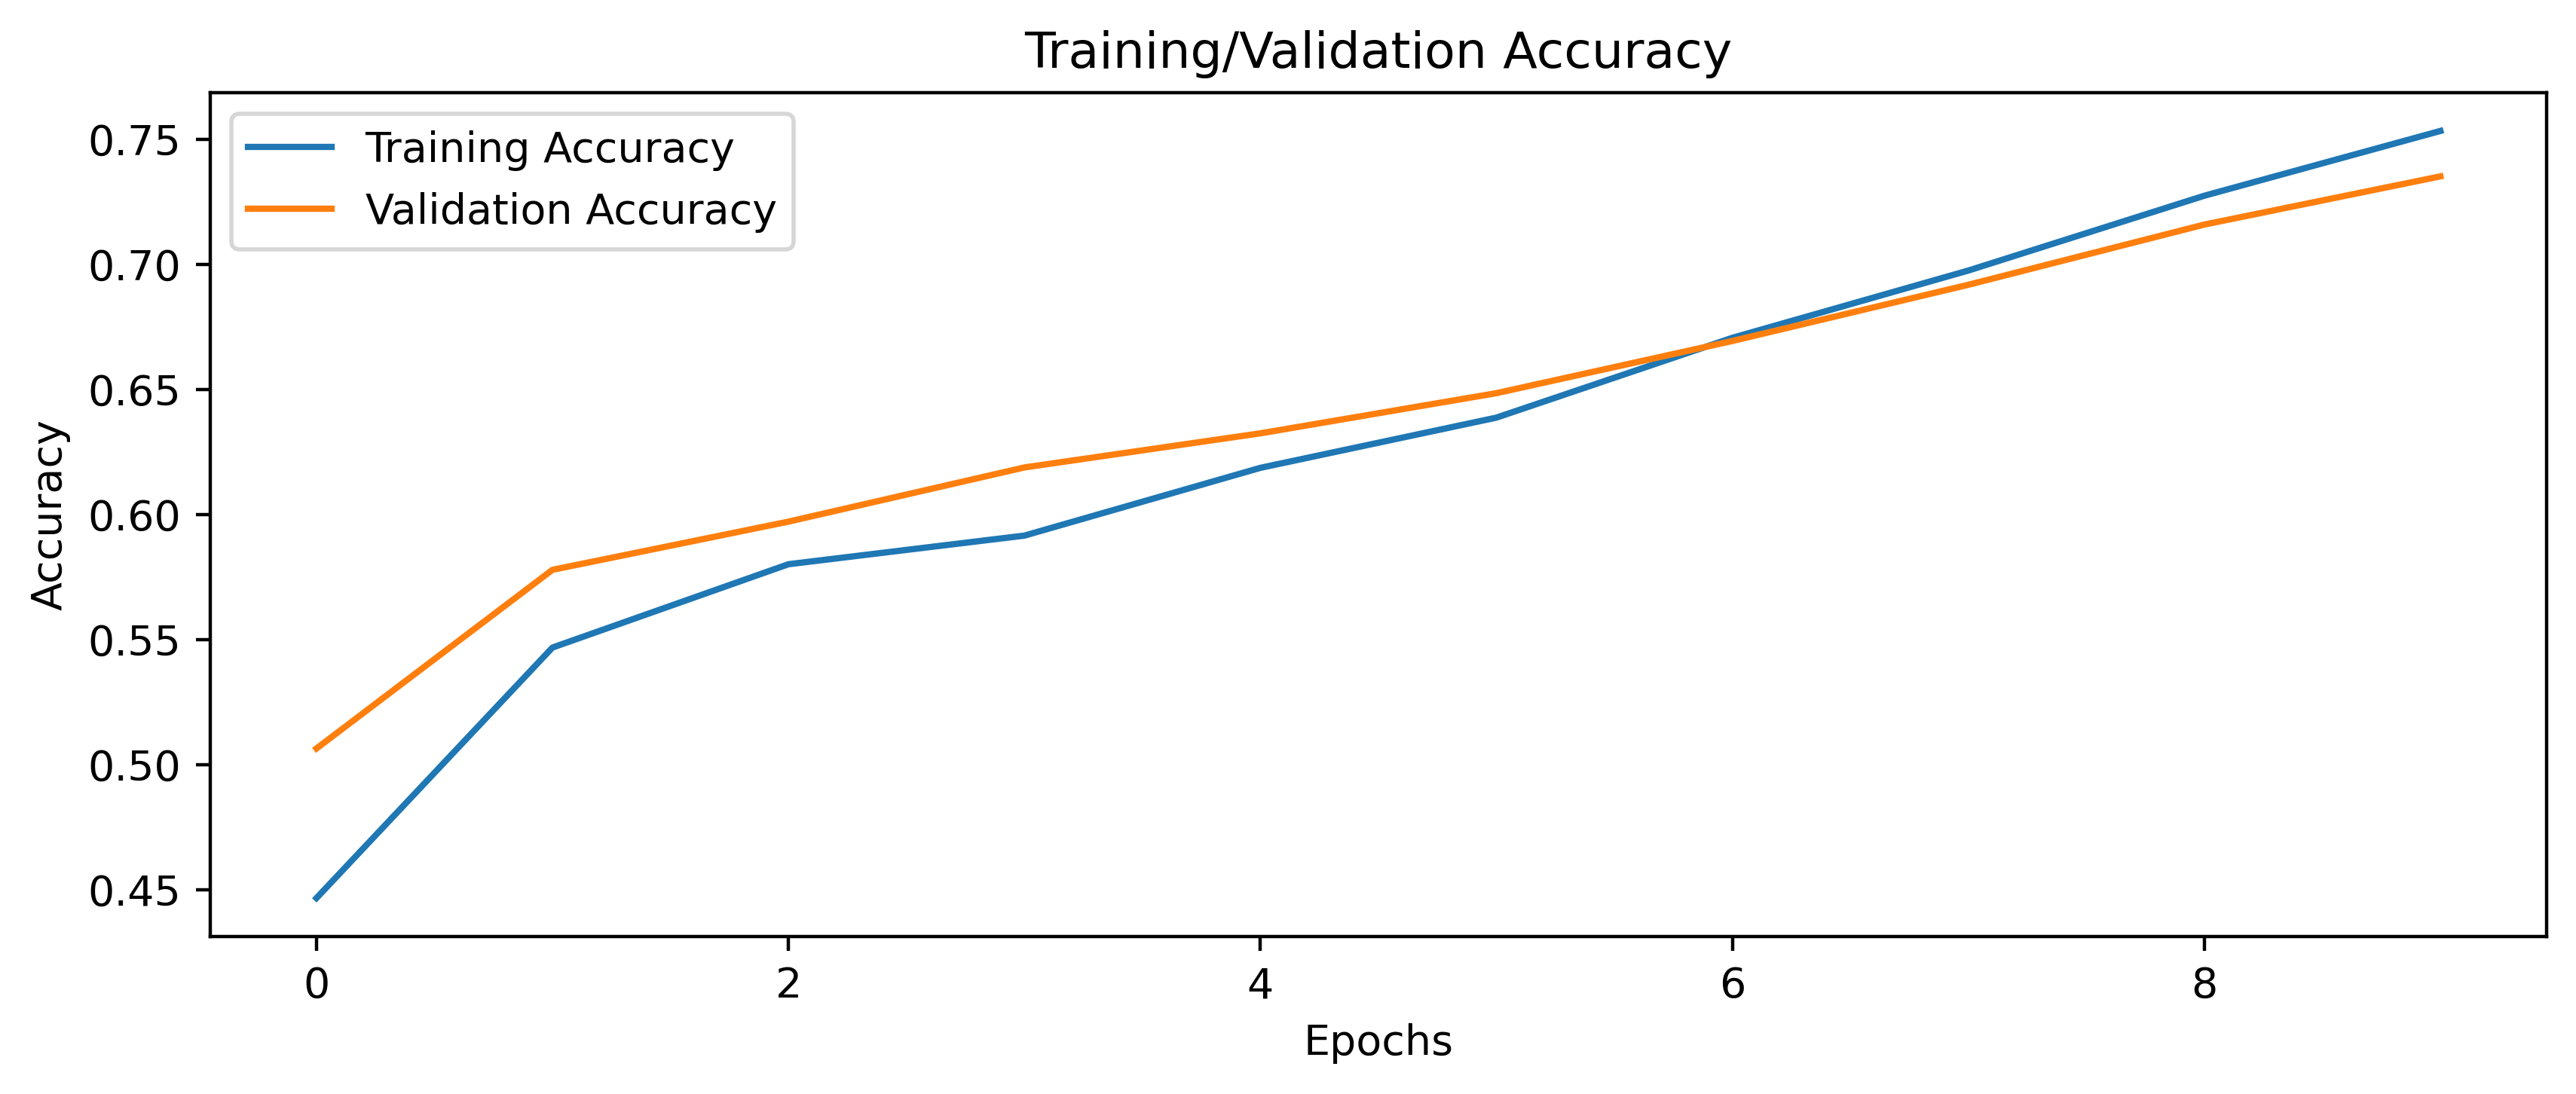 Training/Validation Accuracy
Training Accuracy
Validation Accuracy
0.75
0.70
0.65
0.60
0.55
0.50
0.45
Accuracy
0 2 4 6 8
Epochs